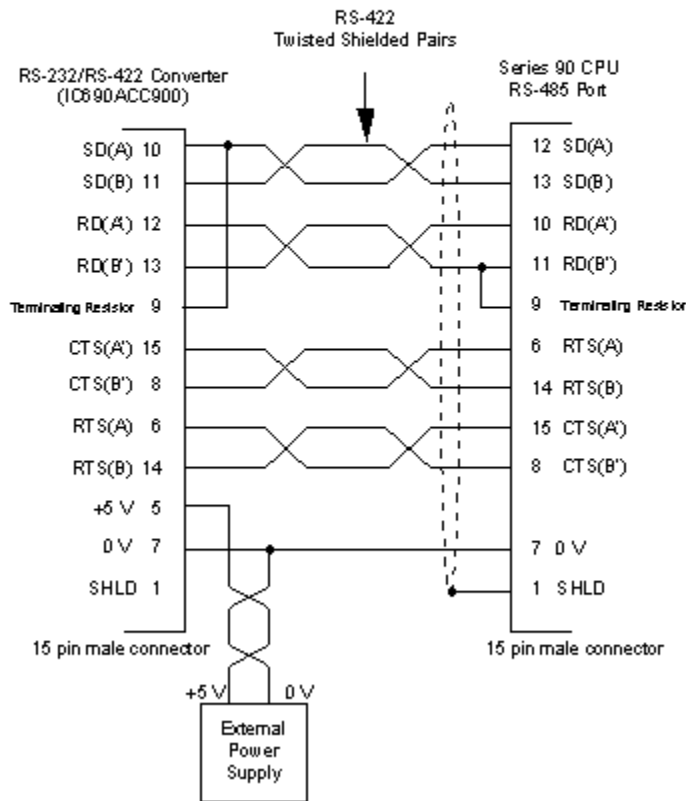 RS-422
Twisted Shielded Pairs
RS-232/RS-422 Converter
(IC690ACC900)
Series 90 CPU
RS-485 Port
SD(A) 10
12 SD(A)
SD(B) 11
13 SD(B)
RD(A') 12
10 RD(A')
RD(B') 13
11 RD(B')
Terminating Resistor 9
9 Terminating Resistor
CTS(A') 15
6 RTS(A)
CTS(B') 8
14 RTS(B)
RTS(A) 6
15 CTS(A')
RTS(B) 14
8 CTS(B')
+5 V 5
0 V 7
7 0 V
SHLD 1
1 SHLD
15 pin male connector
15 pin male connector
+5 V 0 V
External
Power
Supply